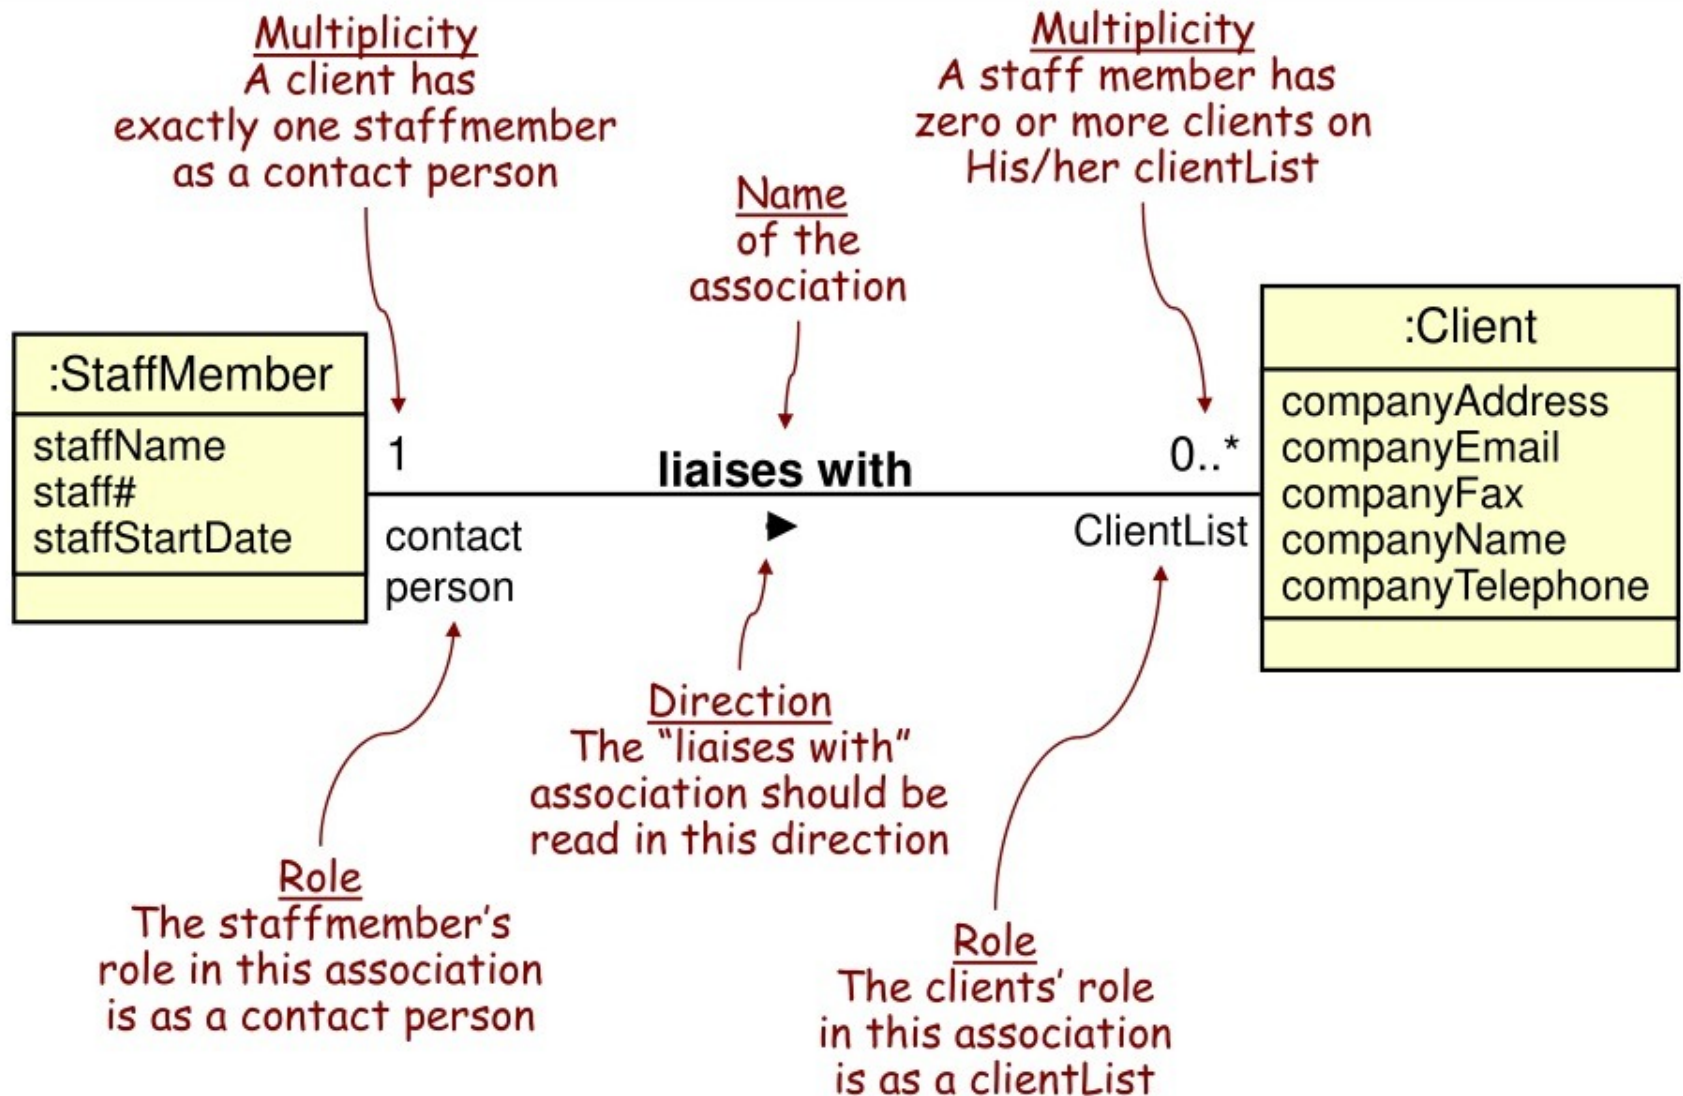 Multiplicity
A client has
exactly one staffmember
as a contact person
Multiplicity
A staff member has
zero or more clients on
His/her clientList
Name
of the
association
:StaffMember
staffName
staff#
staffStartDate
1
contact
person
liaises with
0..*
ClientList
:Client
companyAddress
companyEmail
companyFax
companyName
companyTelephone
Direction
The “liaises with”
association should be
read in this direction
Role
The staffmember’s
role in this association
is as a contact person
Role
The clients’ role
in this association
is as a clientList